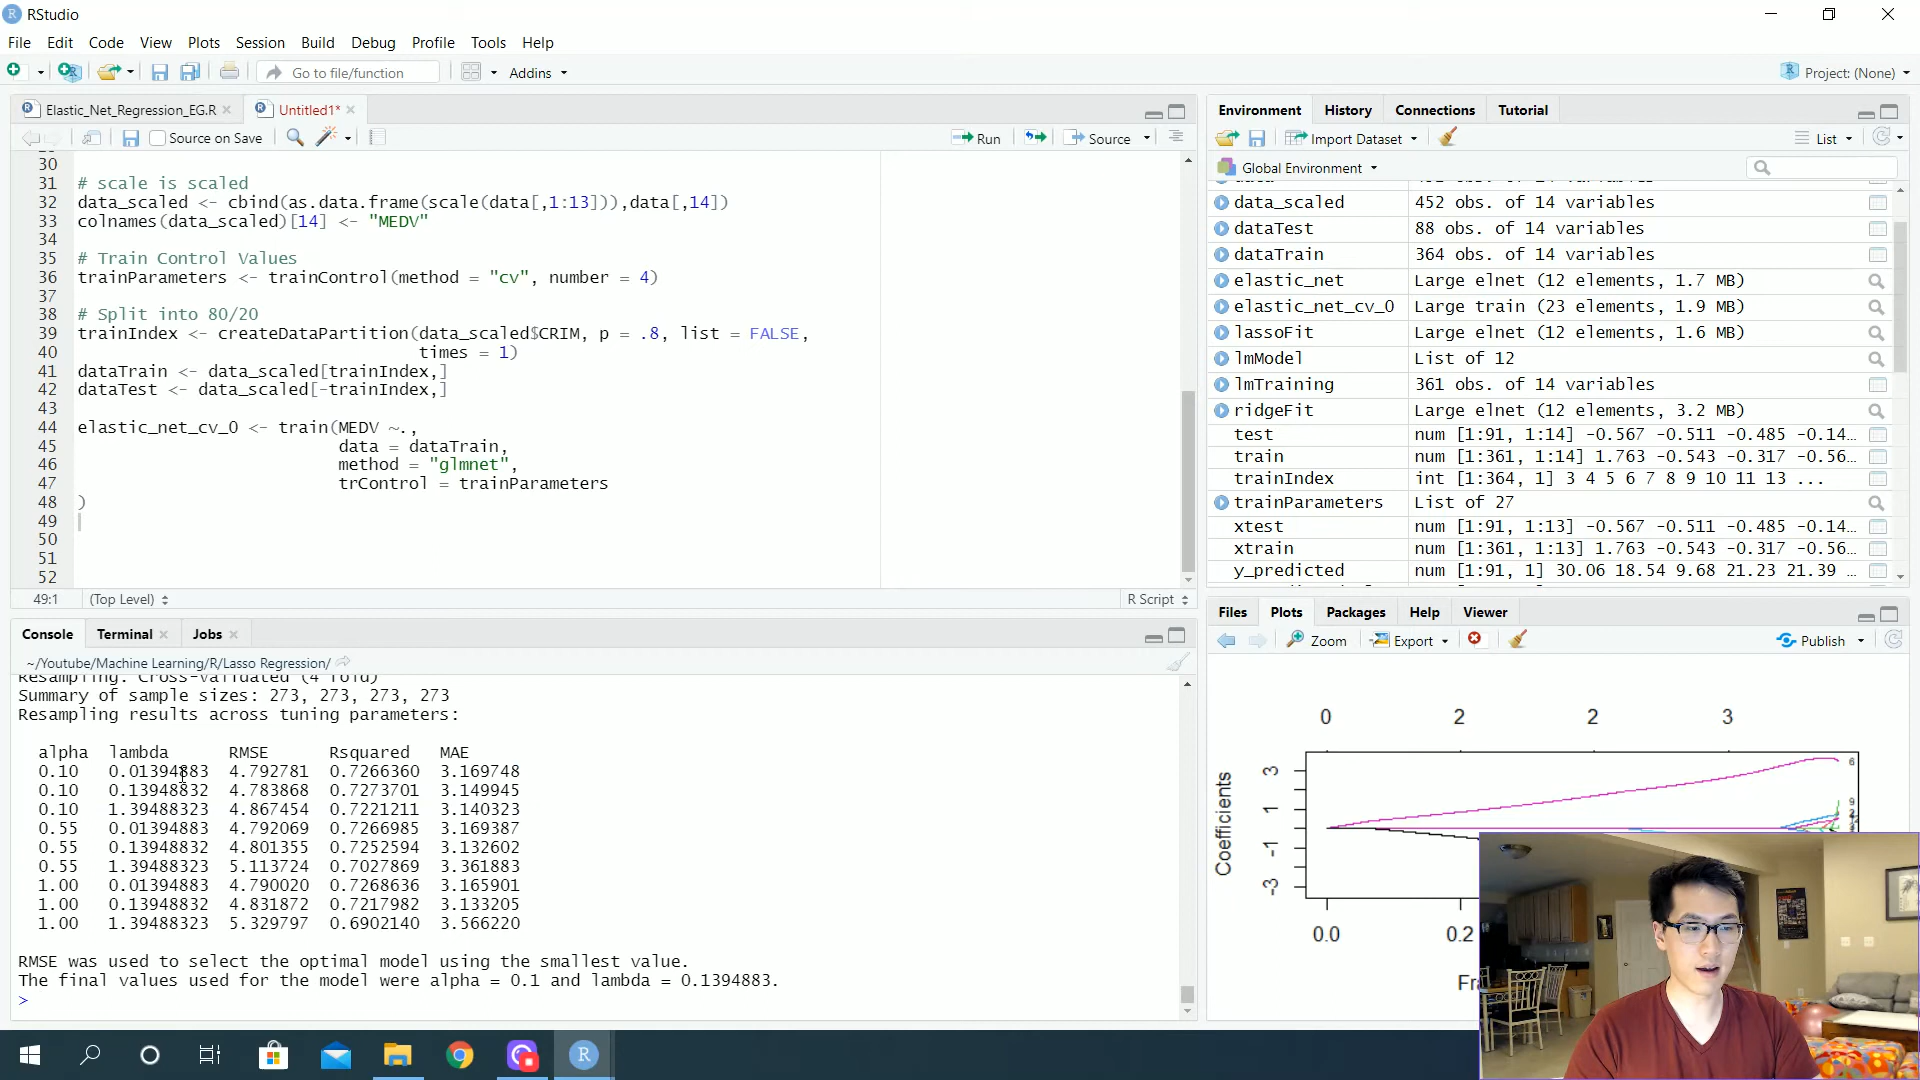 RStudio
File Edit Code View Plots Session Build Debug Profile Tools Help
Go to file/function Addins Project: (None)
Elastic_Net_Regression_EG.R Untitled1*
Source on Save Run Source
30
31 # scale is scaled
32 data_scaled <- cbind(as.data.frame(scale(data[,1:13])),data[,14])
33 colnames(data_scaled)[14] <- "MEDV"
34
35 # Train Control Values
36 trainParameters <- trainControl(method = "cv", number = 4)
37
38 # Split into 80/20
39 trainIndex <- createDataPartition(data_scaled$CRIM, p = .8, list = FALSE,
40 times = 1)
41 dataTrain <- data_scaled[trainIndex,]
42 dataTest <- data_scaled[-trainIndex,]
43
44 elastic_net_cv_0 <- train(MEDV ~.,
45 data = dataTrain,
46 method = "glmnet",
47 trControl = trainParameters
48 )
49
50
51
52
49:1 (Top Level) R Script
Console Terminal Jobs
~/Youtube/Machine Learning/R/Lasso Regression/
Resampling: Cross-Validated (4 fold)
Summary of sample sizes: 273, 273, 273, 273
Resampling results across tuning parameters:
alpha lambda RMSE Rsquared MAE
0.10 0.01394883 4.792781 0.7266360 3.169748
0.10 0.13948832 4.783868 0.7273701 3.149945
0.10 1.39488323 4.867454 0.7221211 3.140323
0.55 0.01394883 4.792069 0.7266985 3.169387
0.55 0.13948832 4.801355 0.7252594 3.132602
0.55 1.39488323 5.113724 0.7027869 3.361883
1.00 0.01394883 4.790020 0.7268636 3.165901
1.00 0.13948832 4.831872 0.7217982 3.133205
1.00 1.39488323 5.329797 0.6902140 3.566220
RMSE was used to select the optimal model using the smallest value.
The final values used for the model were alpha = 0.1 and lambda = 0.1394883.
>
Environment History Connections Tutorial
Import Dataset List
Global Environment
data_scaled 452 obs. of 14 variables
dataTest 88 obs. of 14 variables
dataTrain 364 obs. of 14 variables
elastic_net Large elnet (12 elements, 1.7 MB)
elastic_net_cv_0 Large train (23 elements, 1.9 MB)
lassoFit Large elnet (12 elements, 1.6 MB)
lmModel List of 12
lmTraining 361 obs. of 14 variables
ridgeFit Large elnet (12 elements, 3.2 MB)
test num [1:91, 1:14] -0.567 -0.511 -0.485 -0.14...
train num [1:361, 1:14] 1.763 -0.543 -0.317 -0.56...
trainIndex int [1:364, 1] 3 4 5 6 7 8 9 10 11 13 ...
trainParameters List of 27
xtest num [1:91, 1:13] -0.567 -0.511 -0.485 -0.14...
xtrain num [1:361, 1:13] 1.763 -0.543 -0.317 -0.56...
y_predicted num [1:91, 1] 30.06 18.54 9.68 21.23 21.39 ...
Files Plots Packages Help Viewer
Zoom Export Publish
0 2 2 3
Coefficients
3
1
-1
-3
6
9
0.0 0.2